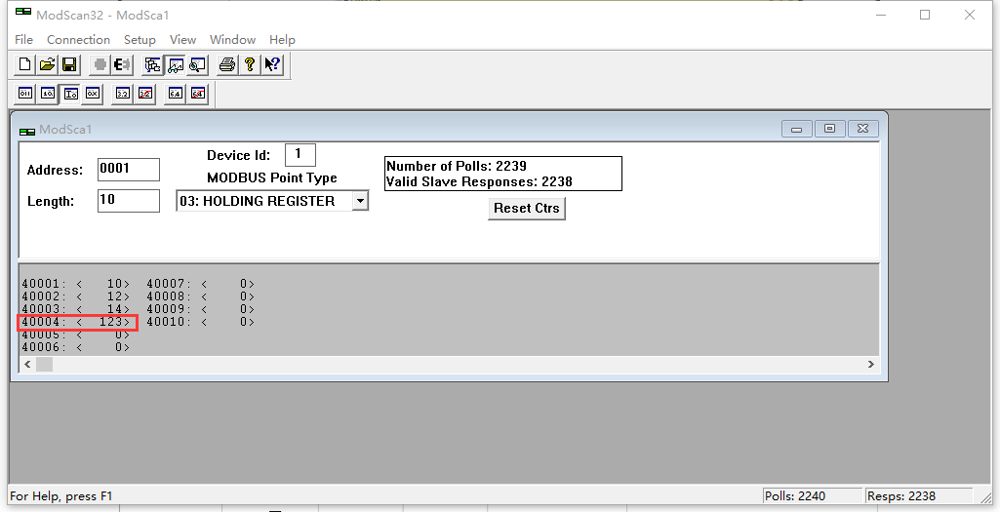 ModScan32 - ModSca1
File Connection Setup View Window Help
ModSca1
Address: 0001
Device Id: 1
MODBUS Point Type
Length: 10
03: HOLDING REGISTER
Number of Polls: 2239
Valid Slave Responses: 2238
Reset Ctrs
40001: < 10> 40007: < 0>
40002: < 12> 40008: < 0>
40003: < 14> 40009: < 0>
40004: < 123> 40010: < 0>
40005: < 0>
40006: < 0>
For Help, press F1
Polls: 2240
Resps: 2238